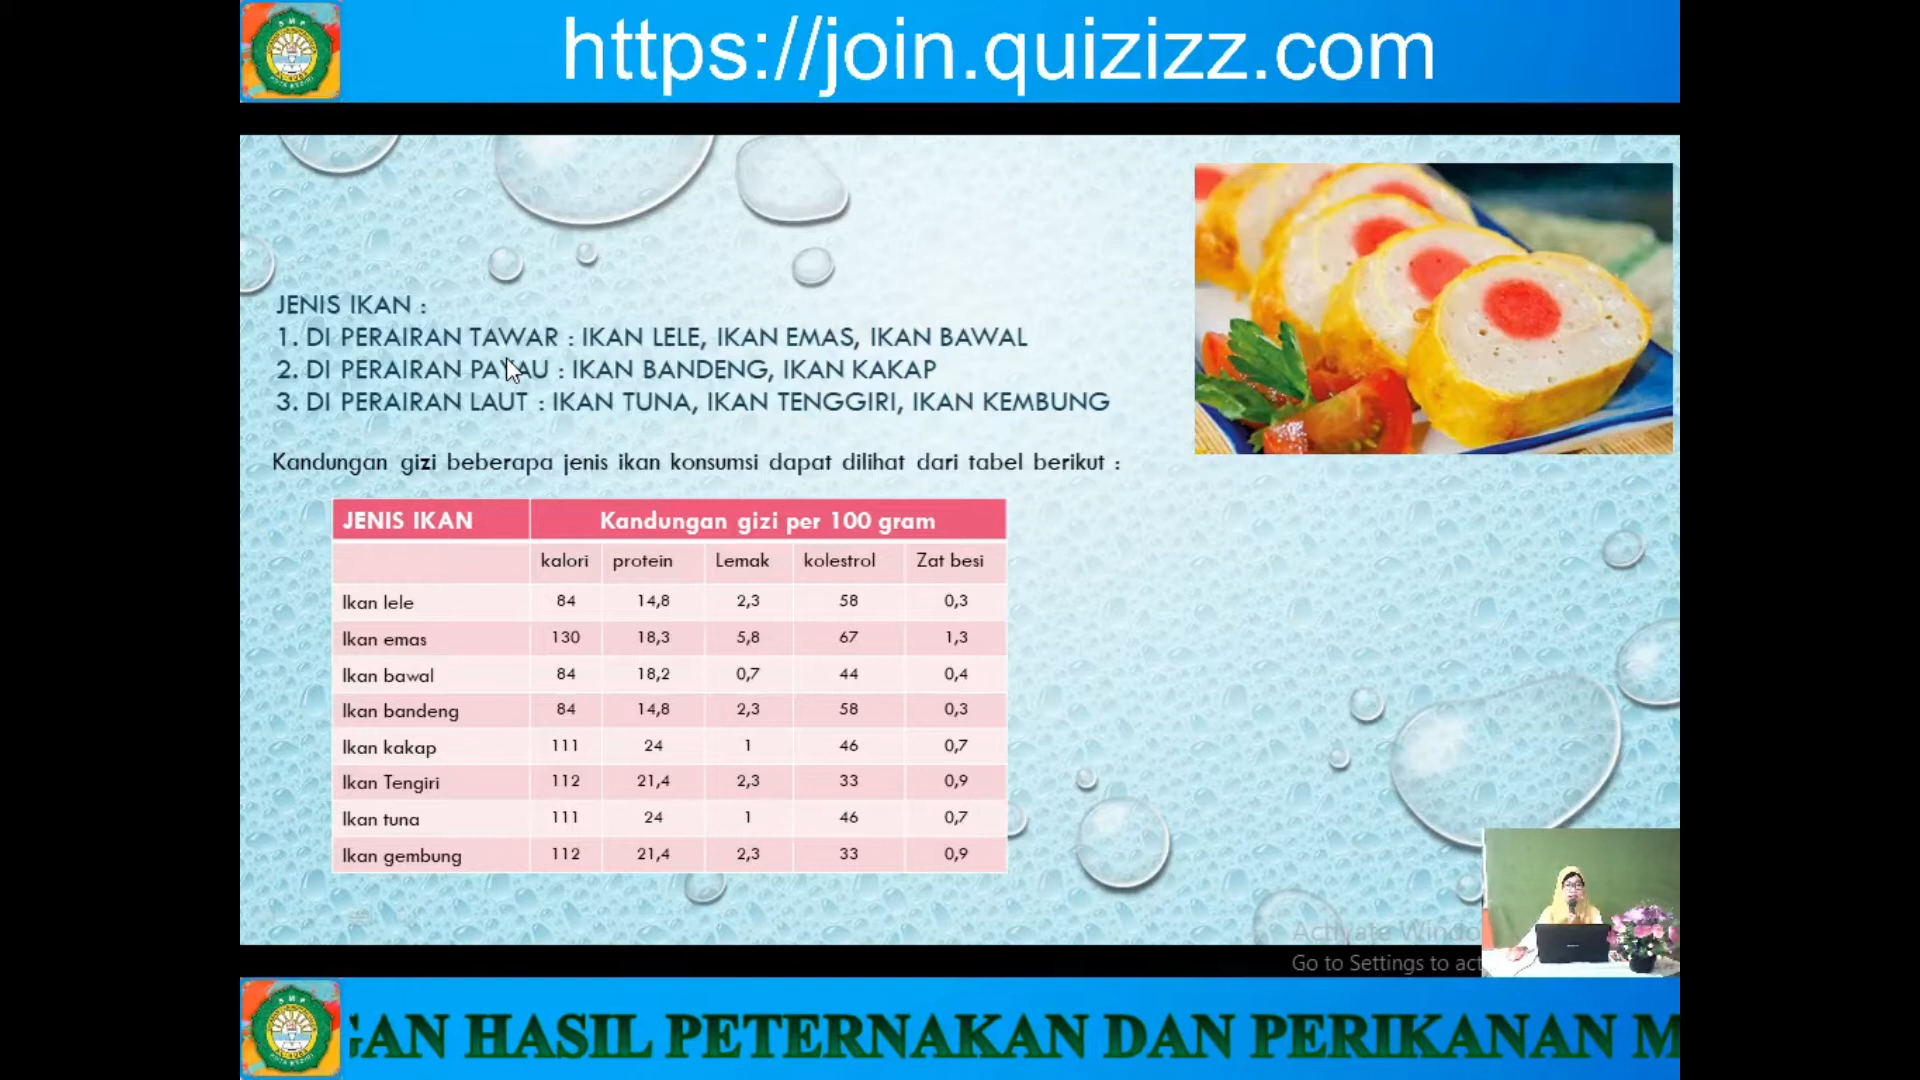 https://join.quizizz.com
JENIS IKAN :
1. DI PERAIRAN TAWAR : IKAN LELE, IKAN EMAS, IKAN BAWAL
2. DI PERAIRAN PAYAU : IKAN BANDENG, IKAN KAKAP
3. DI PERAIRAN LAUT : IKAN TUNA, IKAN TENGGIRI, IKAN KEMBUNG
Kandungan gizi beberapa jenis ikan konsumsi dapat dilihat dari tabel berikut :
JENIS IKAN Kandungan gizi per 100 gram
kalori protein Lemak kolestrol Zat besi
Ikan lele 84 14,8 2,3 58 0,3
Ikan emas 130 18,3 5,8 67 1,3
Ikan bawal 84 18,2 0,7 44 0,4
Ikan bandeng 84 14,8 2,3 58 0,3
Ikan kakap 111 24 1 46 0,7
Ikan Tengiri 112 21,4 2,3 33 0,9
Ikan tuna 111 24 1 46 0,7
Ikan gembung 112 21,4 2,3 33 0,9
Activate Windo
Go to Settings to act
GAN HASIL PETERNAKAN DAN PERIKANAN M